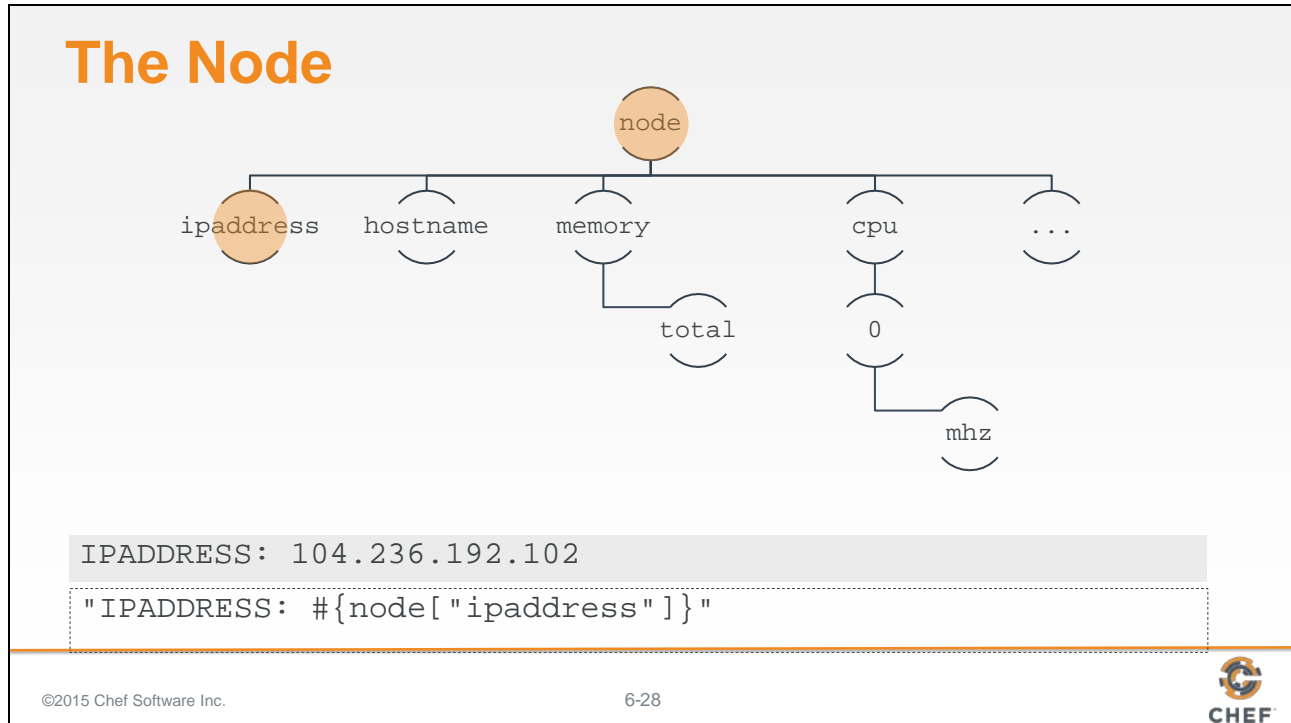 The Node
node
ipaddress hostname memory cpu ...
total 0
mhz
IPADDRESS: 104.236.192.102
"IPADDRESS: #{node["ipaddress"]}"
©2015 Chef Software Inc. 6-28
CHEF